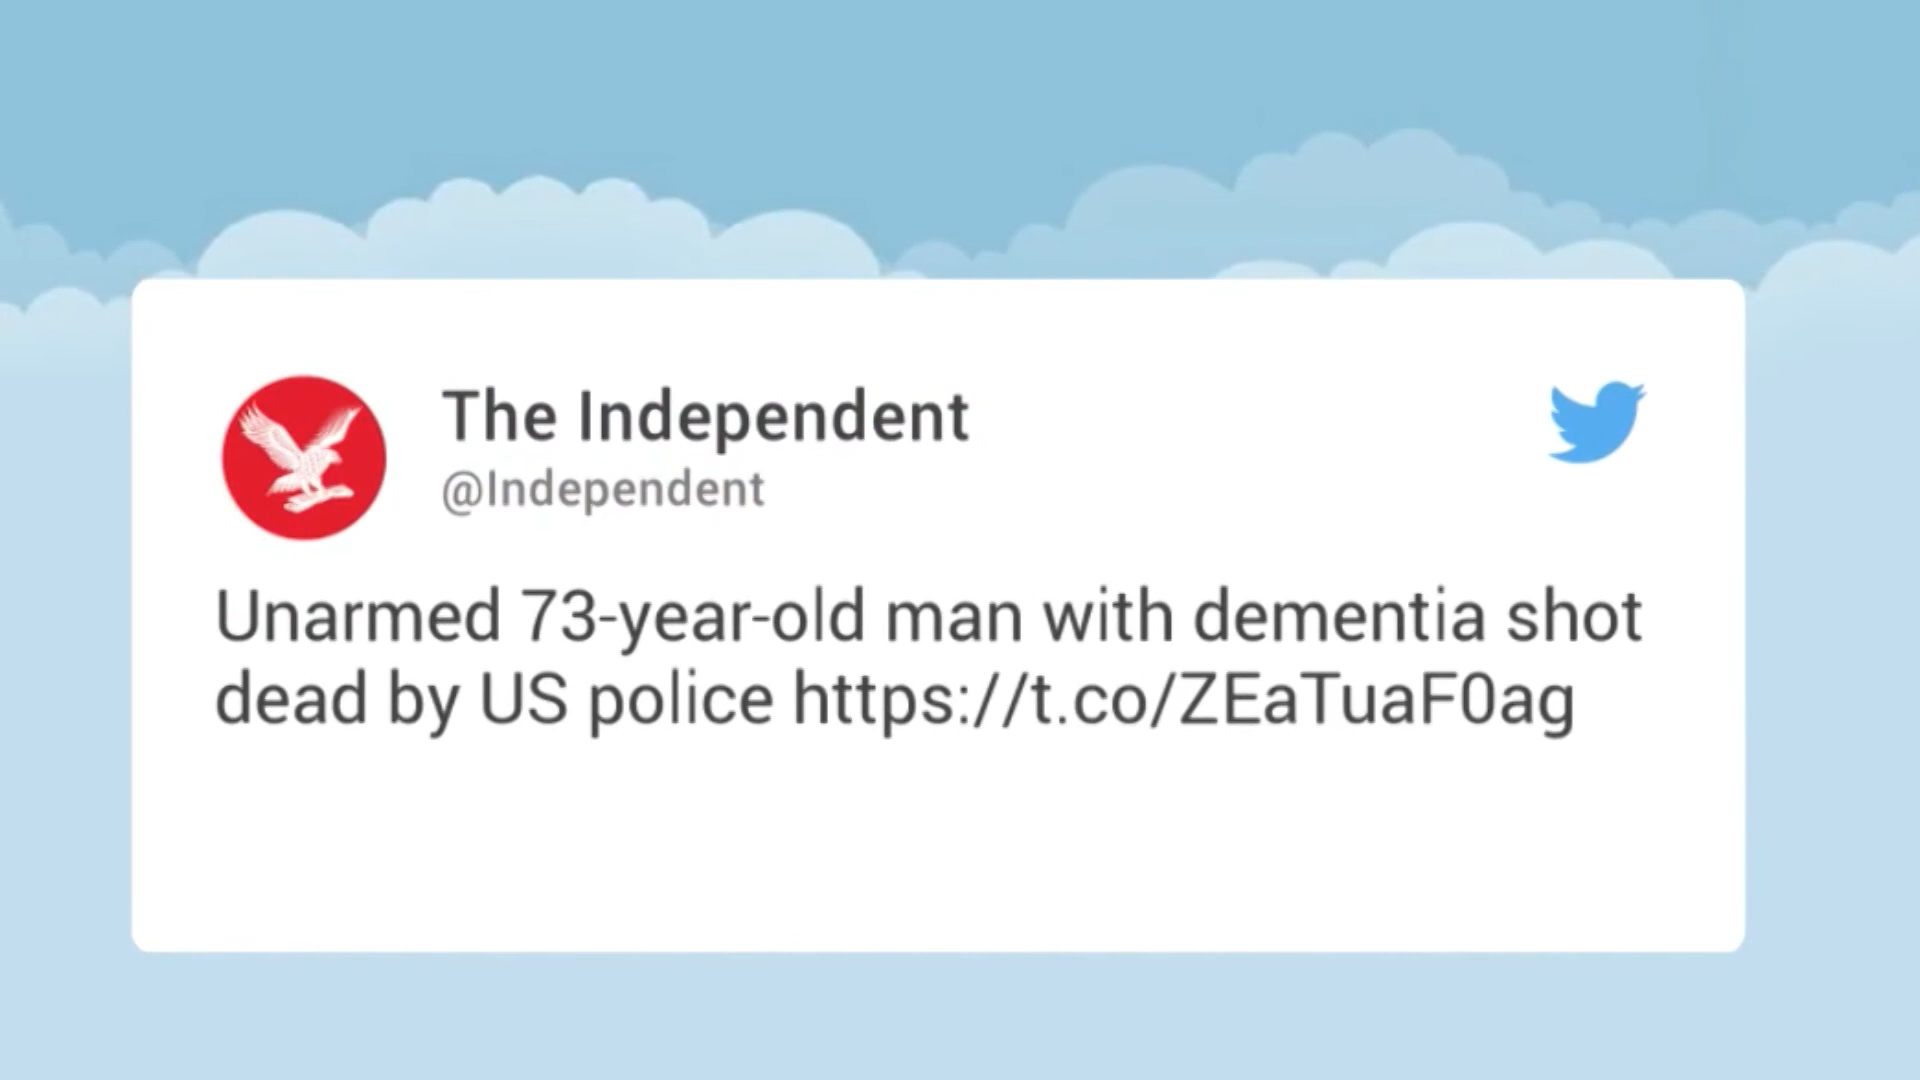 The Independent
@Independent
Unarmed 73-year-old man with dementia shot
dead by US police https://t.co/ZEaTuaF0ag